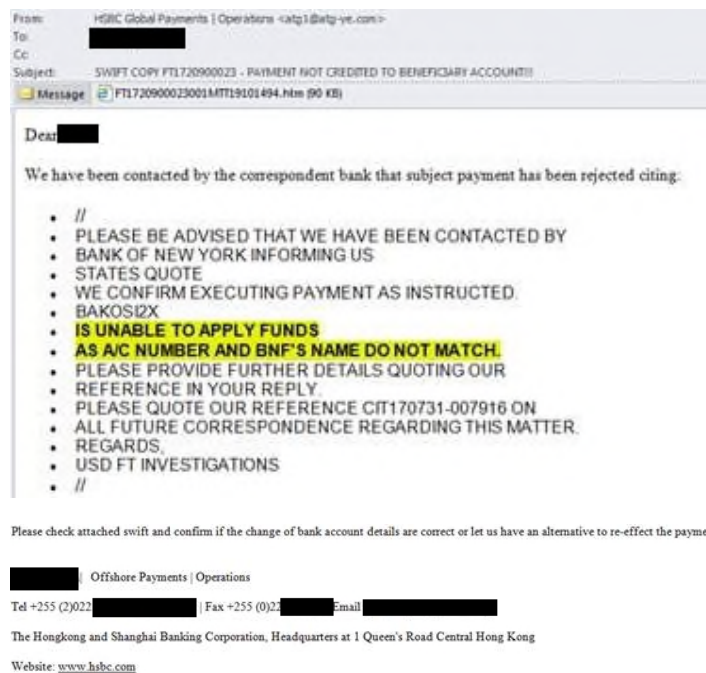 From: HSBC Global Payments | Operations <atg1@atg-ye.com>
To:
Cc
Subject: SWIFT COPY FT1720900023 - PAYMENT NOT CREDITED TO BENEFICIARY ACCOUNT!!!
Message FT1720900023001MTT19101494.htm (90 KB)
Dear
We have been contacted by the correspondent bank that subject payment has been rejected citing:
• //
• PLEASE BE ADVISED THAT WE HAVE BEEN CONTACTED BY
• BANK OF NEW YORK INFORMING US
• STATES QUOTE
• WE CONFIRM EXECUTING PAYMENT AS INSTRUCTED.
• BAKOSI2X
• IS UNABLE TO APPLY FUNDS
• AS A/C NUMBER AND BNF'S NAME DO NOT MATCH.
• PLEASE PROVIDE FURTHER DETAILS QUOTING OUR
• REFERENCE IN YOUR REPLY.
• PLEASE QUOTE OUR REFERENCE CIT170731-007916 ON
• ALL FUTURE CORRESPONDENCE REGARDING THIS MATTER.
• REGARDS,
• USD FT INVESTIGATIONS
• //
Please check attached swift and confirm if the change of bank account details are correct or let us have an alternative to re-effect the payme
| Offshore Payments | Operations
Tel +255 (2)022 | Fax +255 (0)22 Email
The Hongkong and Shanghai Banking Corporation, Headquarters at 1 Queen's Road Central Hong Kong
Website: www.hsbc.com